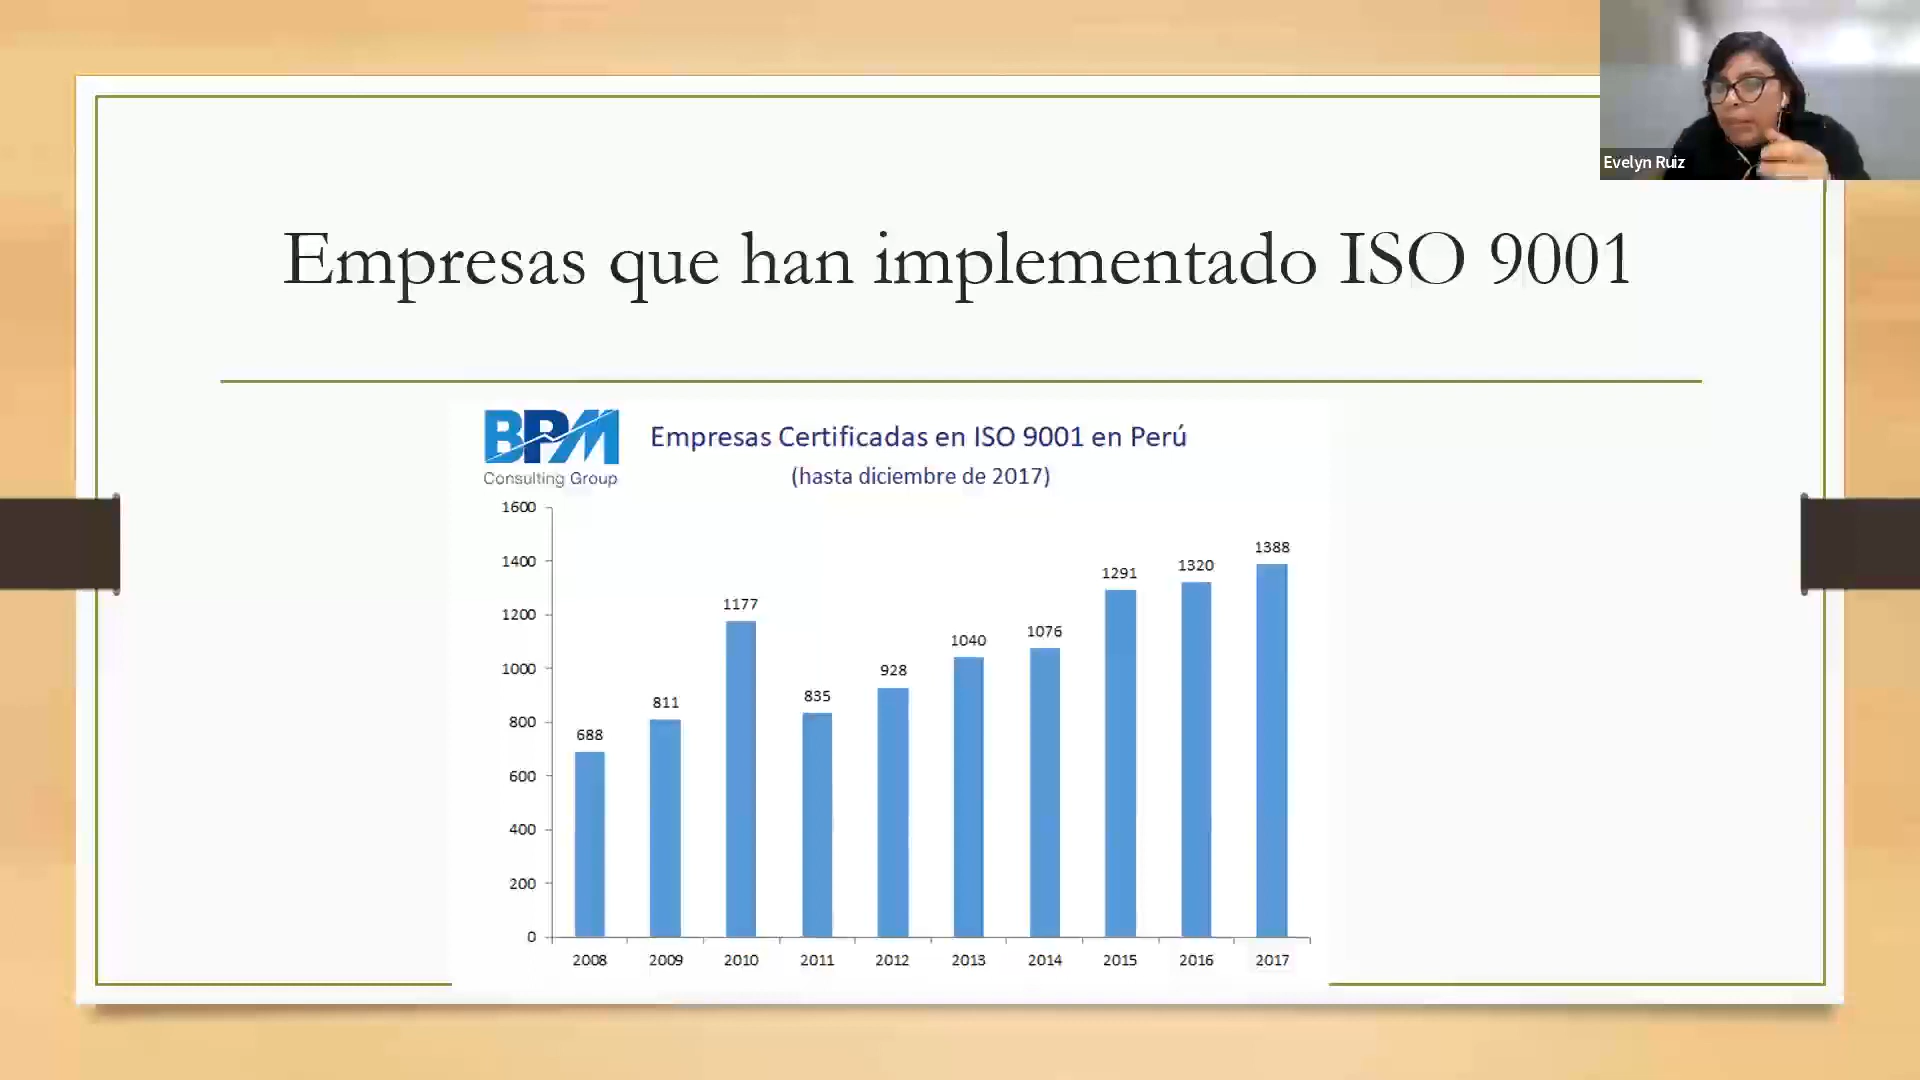 Evelyn Ruiz
Empresas que han implementado ISO 9001
BPM
Consulting Group
Empresas Certificadas en ISO 9001 en Perú
(hasta diciembre de 2017)
1600
1400
1200
1000
800
600
400
200
0
688
811
1177
835
928
1040
1076
1291
1320
1388
2008 2009 2010 2011 2012 2013 2014 2015 2016 2017